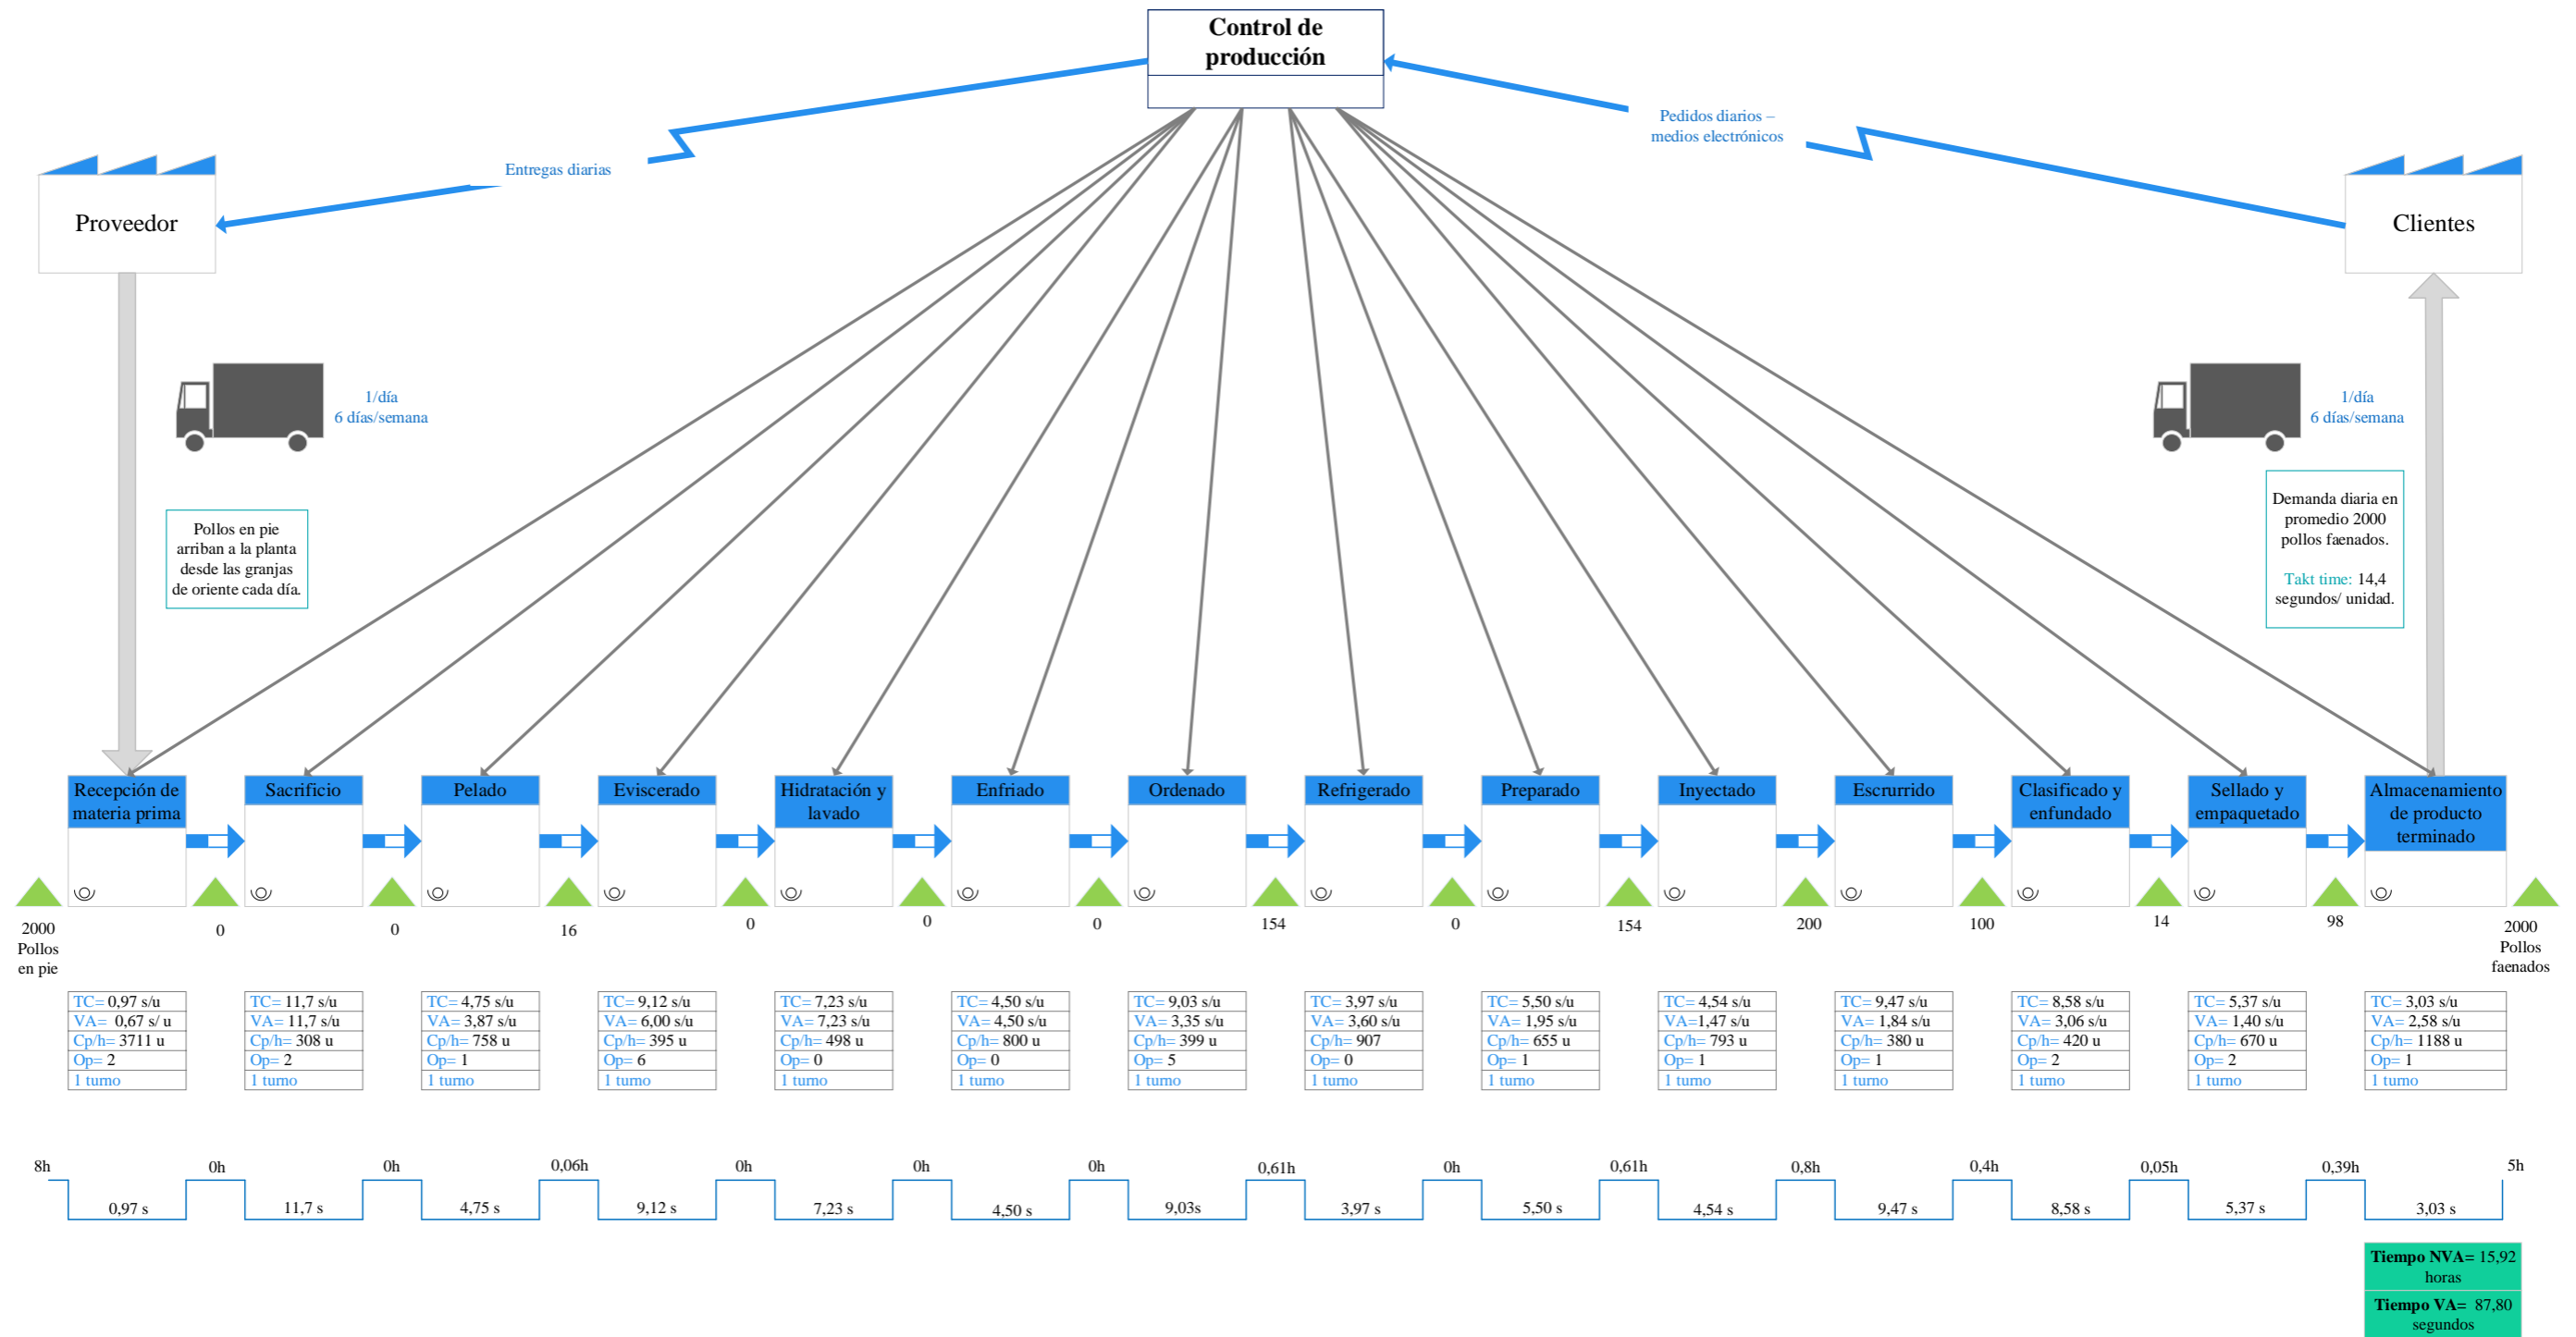 Control de
producción
Pedidos diarios –
medios electrónicos
Entregas diarias
Proveedor
Clientes
1/día
6 días/semana
1/día
6 días/semana
Pollos en pie
arriban a la planta
desde las granjas
de oriente cada día.
Demanda diaria en
promedio 2000
pollos faenados.
Takt time: 14,4
segundos/ unidad.
Recepción de
materia prima
Sacrificio
Pelado
Eviscerado
Hidratación y
lavado
Enfriado
Ordenado
Refrigerado
Preparado
Inyectado
Escrurrido
Clasificado y
enfundado
Sellado y
empaquetado
Almacenamiento
de producto
terminado
2000
Pollos
en pie
0
0
16
0
0
0
154
0
154
200
100
14
98
2000
Pollos
faenados
TC= 0,97 s/u
VA= 0,67 s/ u
Cp/h= 3711 u
Op= 2
1 turno
TC= 11,7 s/u
VA= 11,7 s/u
Cp/h= 308 u
Op= 2
1 turno
TC= 4,75 s/u
VA= 3,87 s/u
Cp/h= 758 u
Op= 1
1 turno
TC= 9,12 s/u
VA= 6,00 s/u
Cp/h= 395 u
Op= 6
1 turno
TC= 7,23 s/u
VA= 7,23 s/u
Cp/h= 498 u
Op= 0
1 turno
TC= 4,50 s/u
VA= 4,50 s/u
Cp/h= 800 u
Op= 0
1 turno
TC= 9,03 s/u
VA= 3,35 s/u
Cp/h= 399 u
Op= 5
1 turno
TC= 3,97 s/u
VA= 3,60 s/u
Cp/h= 907
Op= 0
1 turno
TC= 5,50 s/u
VA= 1,95 s/u
Cp/h= 655 u
Op= 1
1 turno
TC= 4,54 s/u
VA=1,47 s/u
Cp/h= 793 u
Op= 1
1 turno
TC= 9,47 s/u
VA= 1,84 s/u
Cp/h= 380 u
Op= 1
1 turno
TC= 8,58 s/u
VA= 3,06 s/u
Cp/h= 420 u
Op= 2
1 turno
TC= 5,37 s/u
VA= 1,40 s/u
Cp/h= 670 u
Op= 2
1 turno
TC= 3,03 s/u
VA= 2,58 s/u
Cp/h= 1188 u
Op= 1
1 turno
8h
0h
0h
0,06h
0h
0h
0h
0,61h
0h
0,61h
0,8h
0,4h
0,05h
0,39h
5h
0,97 s
11,7 s
4,75 s
9,12 s
7,23 s
4,50 s
9,03s
3,97 s
5,50 s
4,54 s
9,47 s
8,58 s
5,37 s
3,03 s
Tiempo NVA= 15,92
horas
Tiempo VA= 87,80
segundos